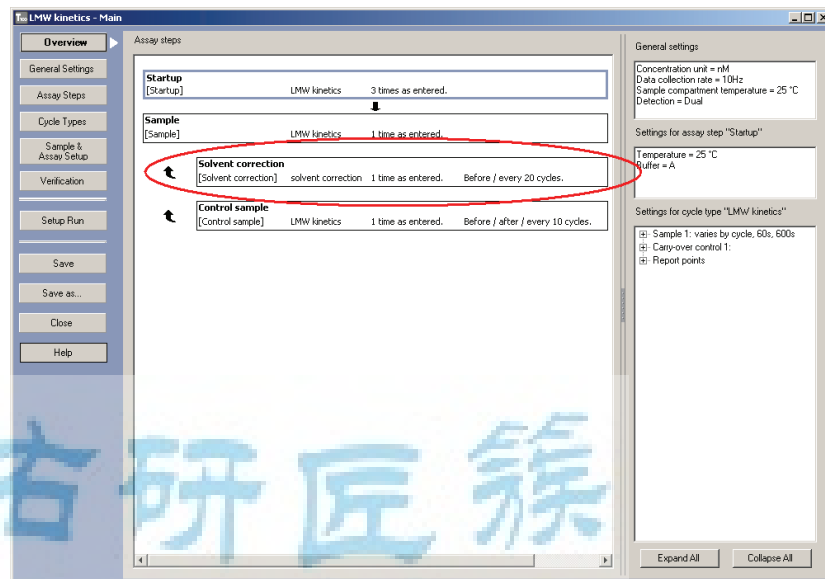 T100 LMW kinetics - Main
Overview
General Settings
Assay Steps
Cycle Types
Sample &
Assay Setup
Verification
Setup Run
Save
Save as...
Close
Help
Assay steps
Startup
[Startup] LMW kinetics 3 times as entered.
Sample
[Sample] LMW kinetics 1 time as entered.
Solvent correction
[Solvent correction] solvent correction 1 time as entered. Before / every 20 cycles.
Control sample
[Control sample] LMW kinetics 1 time as entered. Before / after / every 10 cycles.
General settings
Concentration unit = nM
Data collection rate = 10Hz
Sample compartment temperature = 25 °C
Detection = Dual
Settings for assay step "Startup"
Temperature = 25 °C
Buffer = A
Settings for cycle type "LMW kinetics"
Sample 1: varies by cycle, 60s, 600s
Carry-over control 1:
Report points
Expand All
Collapse All
研匠簇